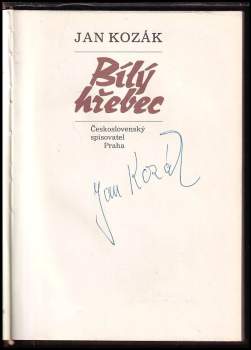 JAN KOZÁK
Bílý
hřebec
Československý
spisovatel
Praha
Jan Kozák